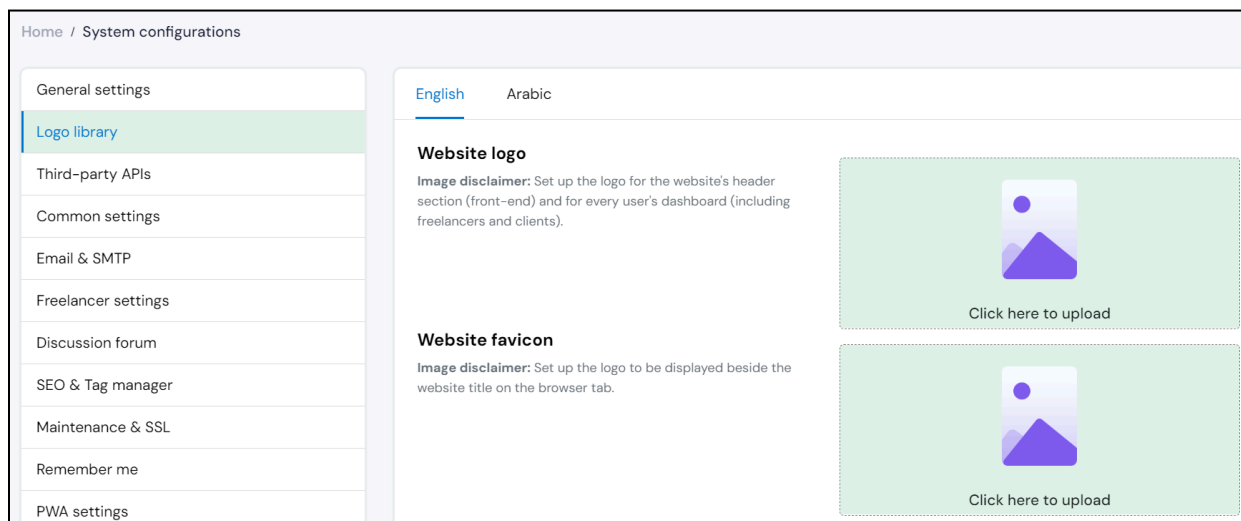 Home / System configurations
General settings
Logo library
Third-party APIs
Common settings
Email & SMTP
Freelancer settings
Discussion forum
SEO & Tag manager
Maintenance & SSL
Remember me
PWA settings
English Arabic
Website logo
Image disclaimer: Set up the logo for the website's header
section (front-end) and for every user's dashboard (including
freelancers and clients).
Click here to upload
Website favicon
Image disclaimer: Set up the logo to be displayed beside the
website title on the browser tab.
Click here to upload